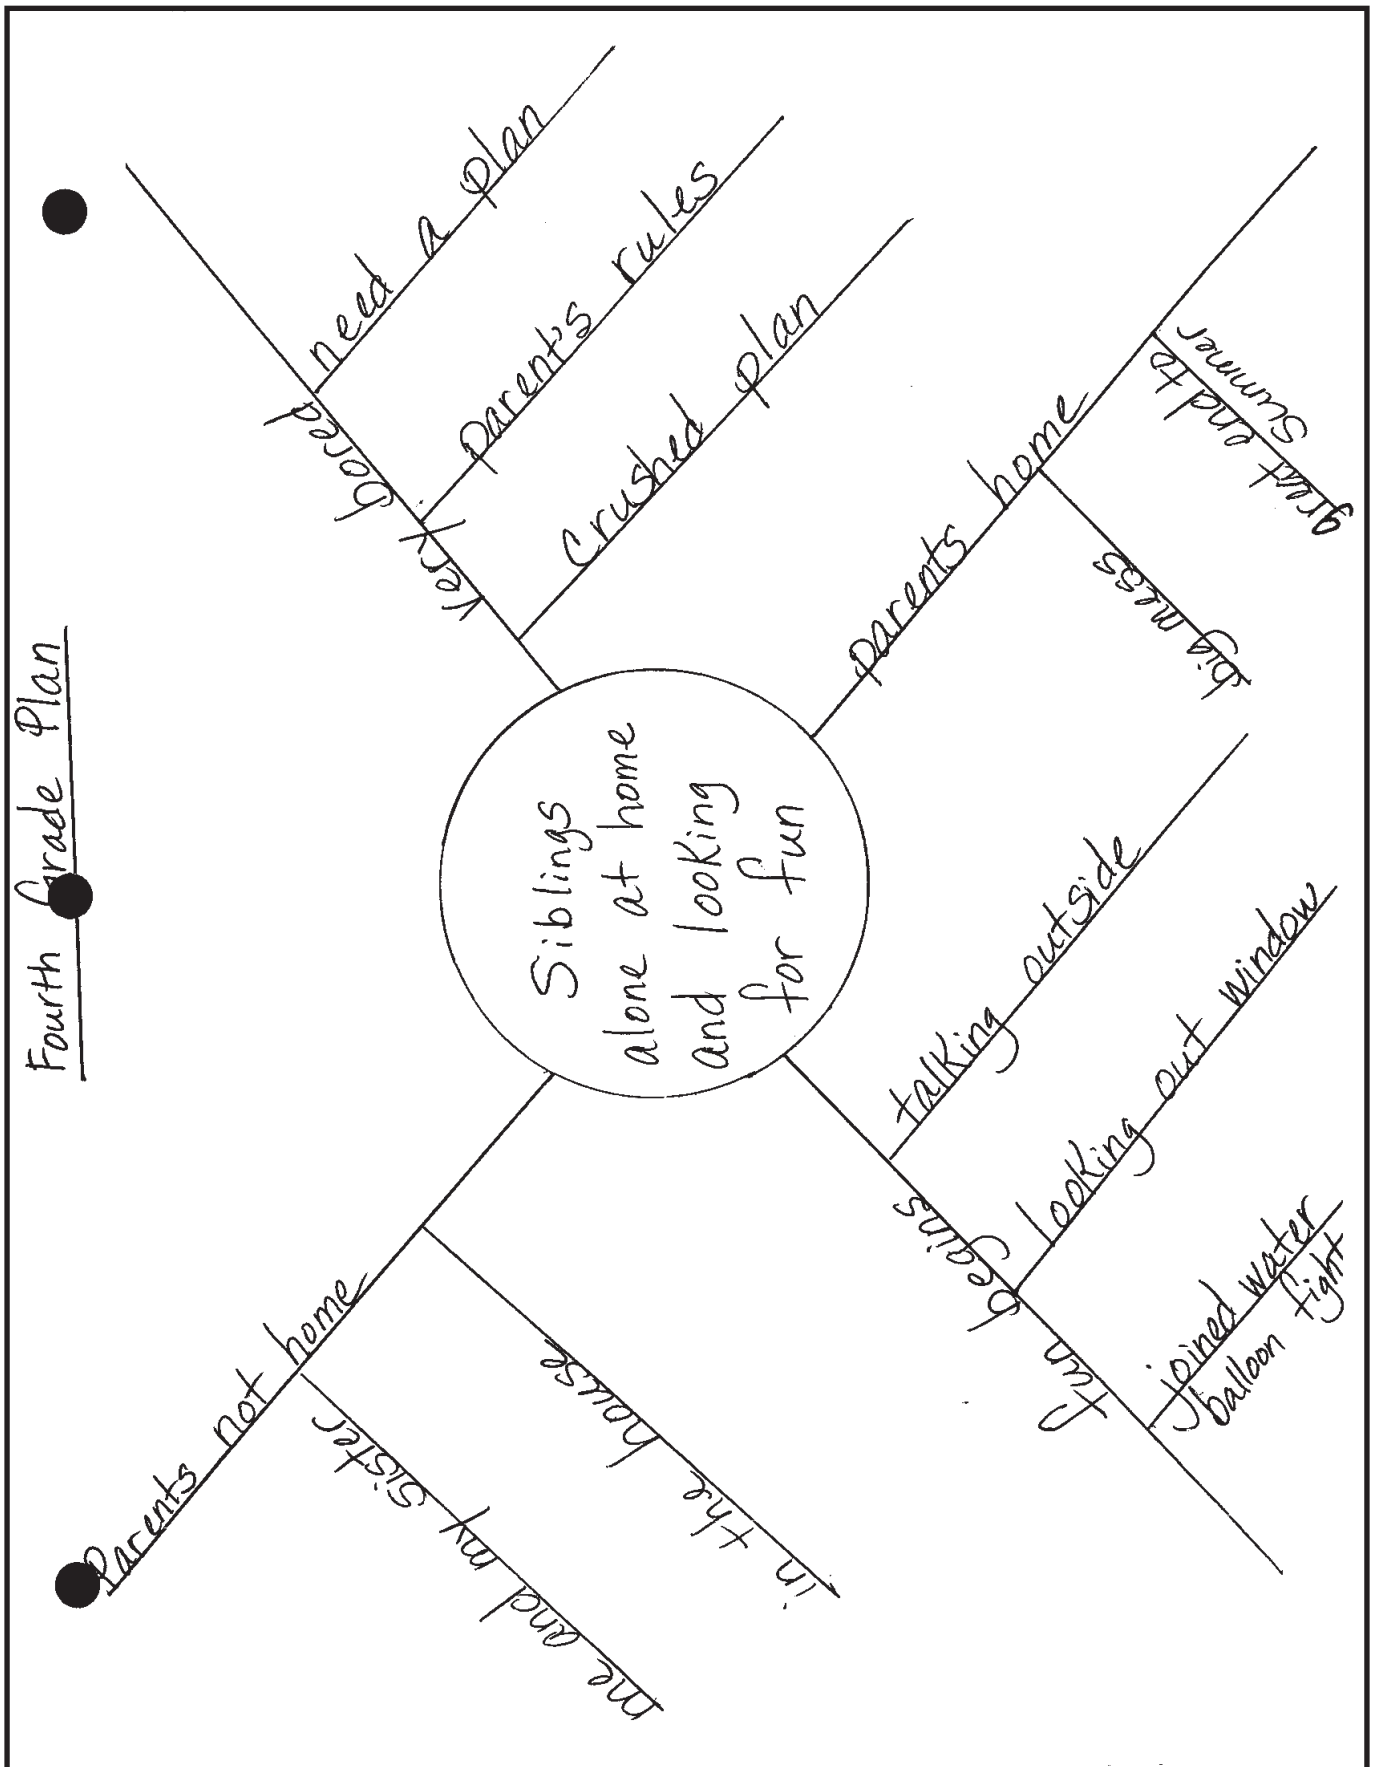 Fourth Grade Plan
Parents not home
me and my sister
in the house
Very bored
need a plan
parent's rules
Crushed plan
Siblings
alone at home
and looking
for fun
fun begins
talking outside
looking out window
joined water
balloon fight
parents home
big mess
great end to
summer